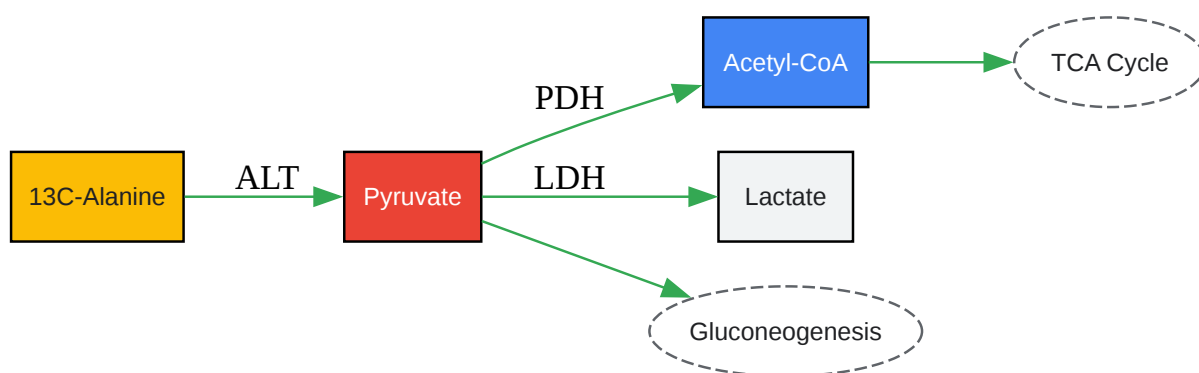 Acetyl-CoA
TCA Cycle
PDH
13C-Alanine
ALT
Pyruvate
LDH
Lactate
Gluconeogenesis